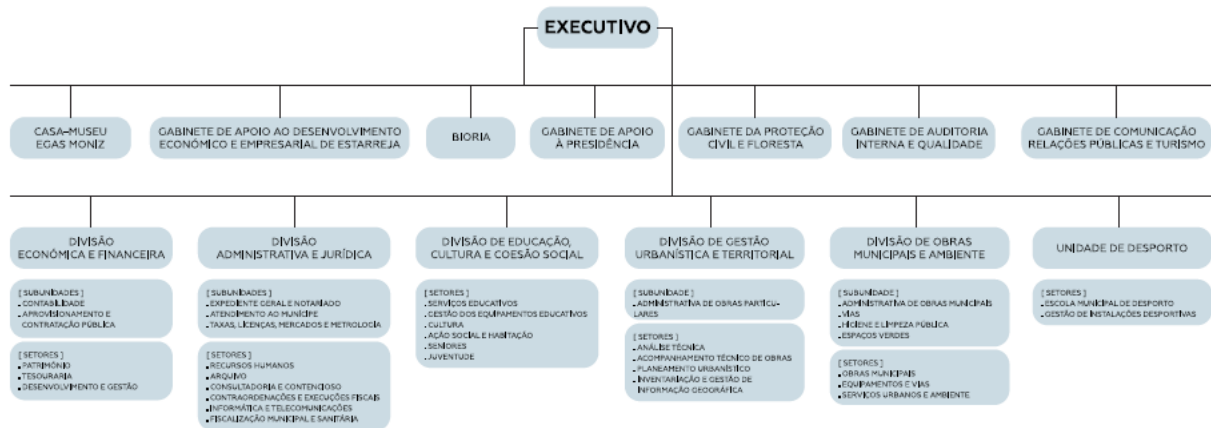 EXECUTIVO
CASA-MUSEU
EGAS MONIZ
GABINETE DE APOIO AO DESENVOLVIMENTO
ECONÓMICO E EMPRESARIAL DE ESTARREJA
BIORIA
GABINETE DE APOIO
À PRESIDÊNCIA
GABINETE DA PROTEÇÃO
CIVIL E FLORESTA
GABINETE DE AUDITORIA
INTERNA E QUALIDADE
GABINETE DE COMUNICAÇÃO
RELAÇÕES PÚBLICAS E TURISMO
DIVISÃO
ECONÓMICA E FINANCEIRA
[ SUBUNIDADES ]
- CONTABILIDADE
- APROVISIONAMENTO E
CONTRATAÇÃO PÚBLICA
[ SETORES ]
- PATRIMÓNIO
- TESOURARIA
- DESENVOLVIMENTO E GESTÃO
DIVISÃO
ADMINISTRATIVA E JURÍDICA
[ SUBUNIDADES ]
- EXPEDIENTE GERAL E NOTARIADO
- ATENDIMENTO AO MUNÍCIPE
- TAXAS, LICENÇAS, MERCADOS E METROLOGIA
[ SETORES ]
- RECURSOS HUMANOS
- ARQUIVO
- CONSULTADORIA E CONTENCIOSO
- CONTRAORDENAÇÕES E EXECUÇÕES FISCAIS
- INFORMÁTICA E TELECOMUNICAÇÕES
- FISCALIZAÇÃO MUNICIPAL E SANITÁRIA
DIVISÃO DE EDUCAÇÃO,
CULTURA E COESÃO SOCIAL
[ SETORES ]
- SERVIÇOS EDUCATIVOS
- GESTÃO DOS EQUIPAMENTOS EDUCATIVOS
- CULTURA
- AÇÃO SOCIAL E HABITAÇÃO
- SENIORES
- JUVENTUDE
DIVISÃO DE GESTÃO
URBANÍSTICA E TERRITORIAL
[ SUBUNIDADE ]
- ADMINISTRATIVA DE OBRAS PARTICU-
LARES
[ SETORES ]
- ANÁLISE TÉCNICA
- ACOMPANHAMENTO TÉCNICO DE OBRAS
- PLANEAMENTO URBANÍSTICO
- INVENTARIAÇÃO E GESTÃO DE
INFORMAÇÃO GEOGRÁFICA
DIVISÃO DE OBRAS
MUNICIPAIS E AMBIENTE
[ SUBUNIDADE ]
- ADMINISTRATIVA DE OBRAS MUNICIPAIS
- VIAS
- HIGIENE E LIMPEZA PÚBLICA
- ESPAÇOS VERDES
[ SETORES ]
- OBRAS MUNICIPAIS
- EQUIPAMENTOS E VIAS
- SERVIÇOS URBANOS E AMBIENTE
UNIDADE DE DESPORTO
[ SETORES ]
- ESCOLA MUNICIPAL DE DESPORTO
- GESTÃO DE INSTALAÇÕES DESPORTIVAS